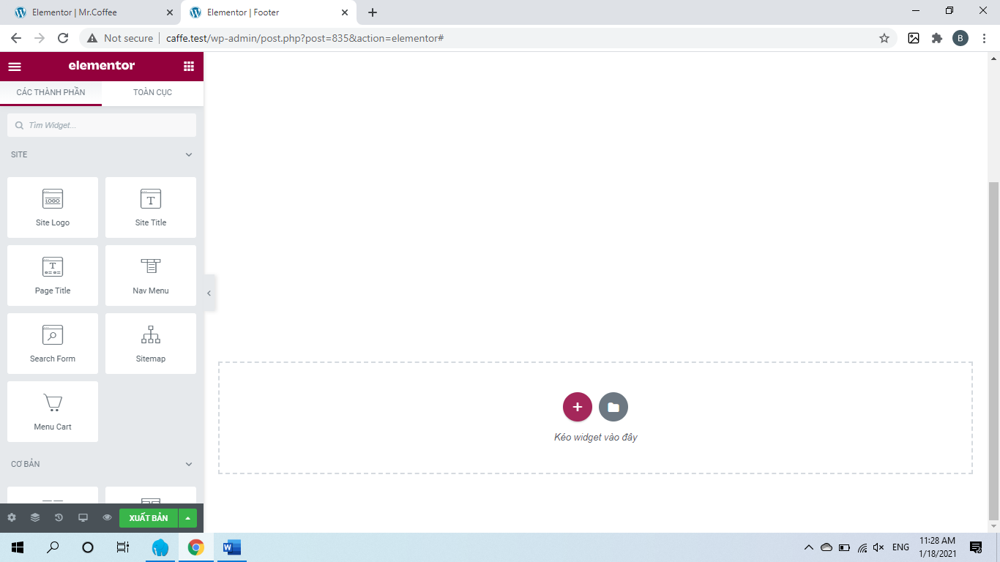 Elementor | Mr.Coffee
Elementor | Footer
Not secure
caffe.test/wp-admin/post.php?post=835&action=elementor#
B
elementor
CÁC THÀNH PHẦN
TOÀN CỤC
Tìm Widget...
SITE
LOGO
Site Logo
T
Site Title
T
Page Title
Nav Menu
Search Form
Sitemap
Menu Cart
CƠ BẢN
Kéo widget vào đây
XUẤT BẢN
W
ENG
11:28 AM
1/18/2021